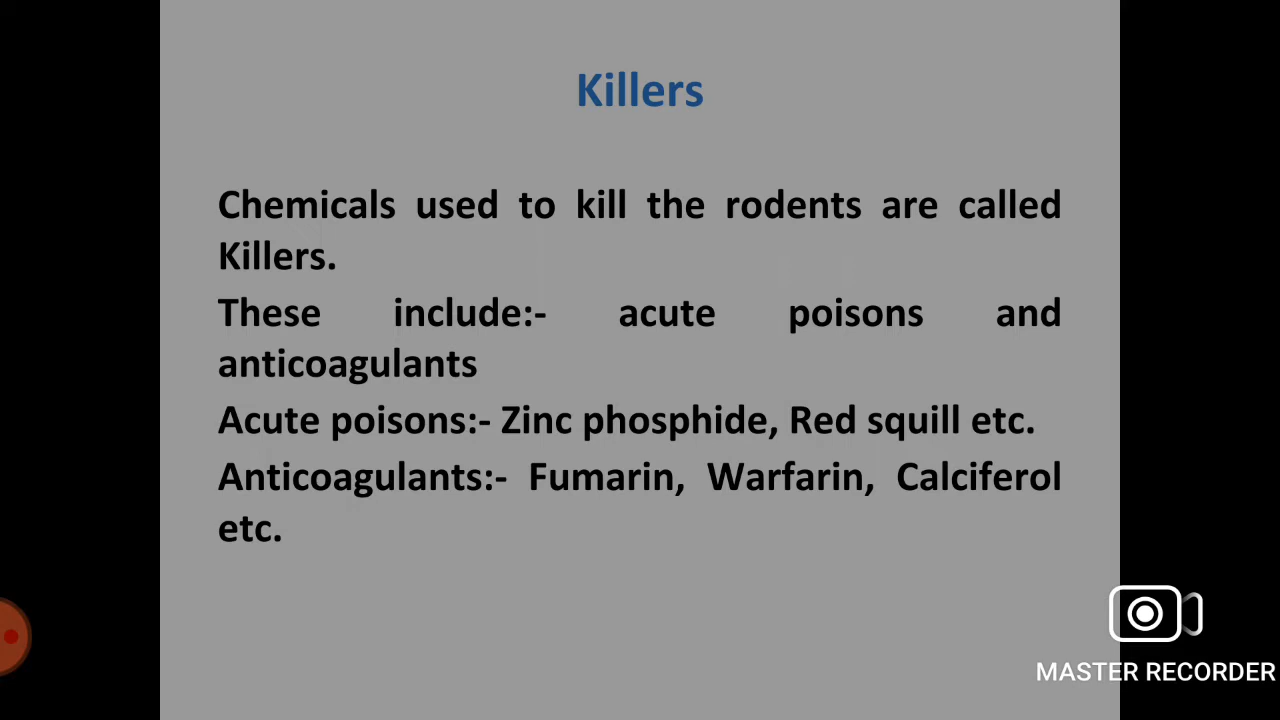 Killers
Chemicals used to kill the rodents are called
Killers.
These include:- acute poisons and
anticoagulants
Acute poisons:- Zinc phosphide, Red squill etc.
Anticoagulants:- Fumarin, Warfarin, Calciferol
etc.
MASTER RECORDER